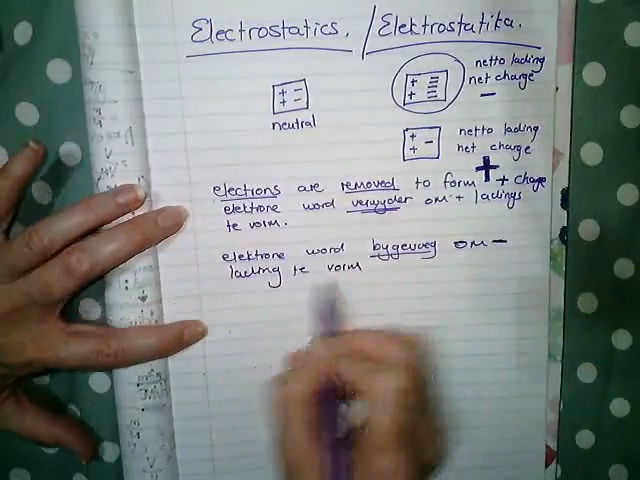 Electrostatics. / Elektrostatika.
+ -
+ -
neutral
+
+
netto lading
net charge
-
+ -
+
netto lading
net charge
+
electrons are removed to form + charge
elektrone word verwyder om + ladings
te vorm.
elektrone word bygevoeg om -
lading te vorm